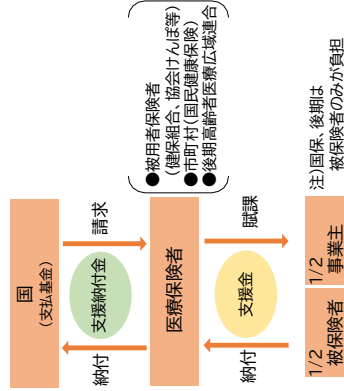 国
(支払基金)
納付
支援納付金
請求
医療保険者
●被用者保険者
(健保組合、協会けんぽ等)
●市町村(国民健康保険)
●後期高齢者医療広域連合
納付
支援金
賦課
1/2
被保険者
1/2
事業主
注)国保、後期は
被保険者のみが負担